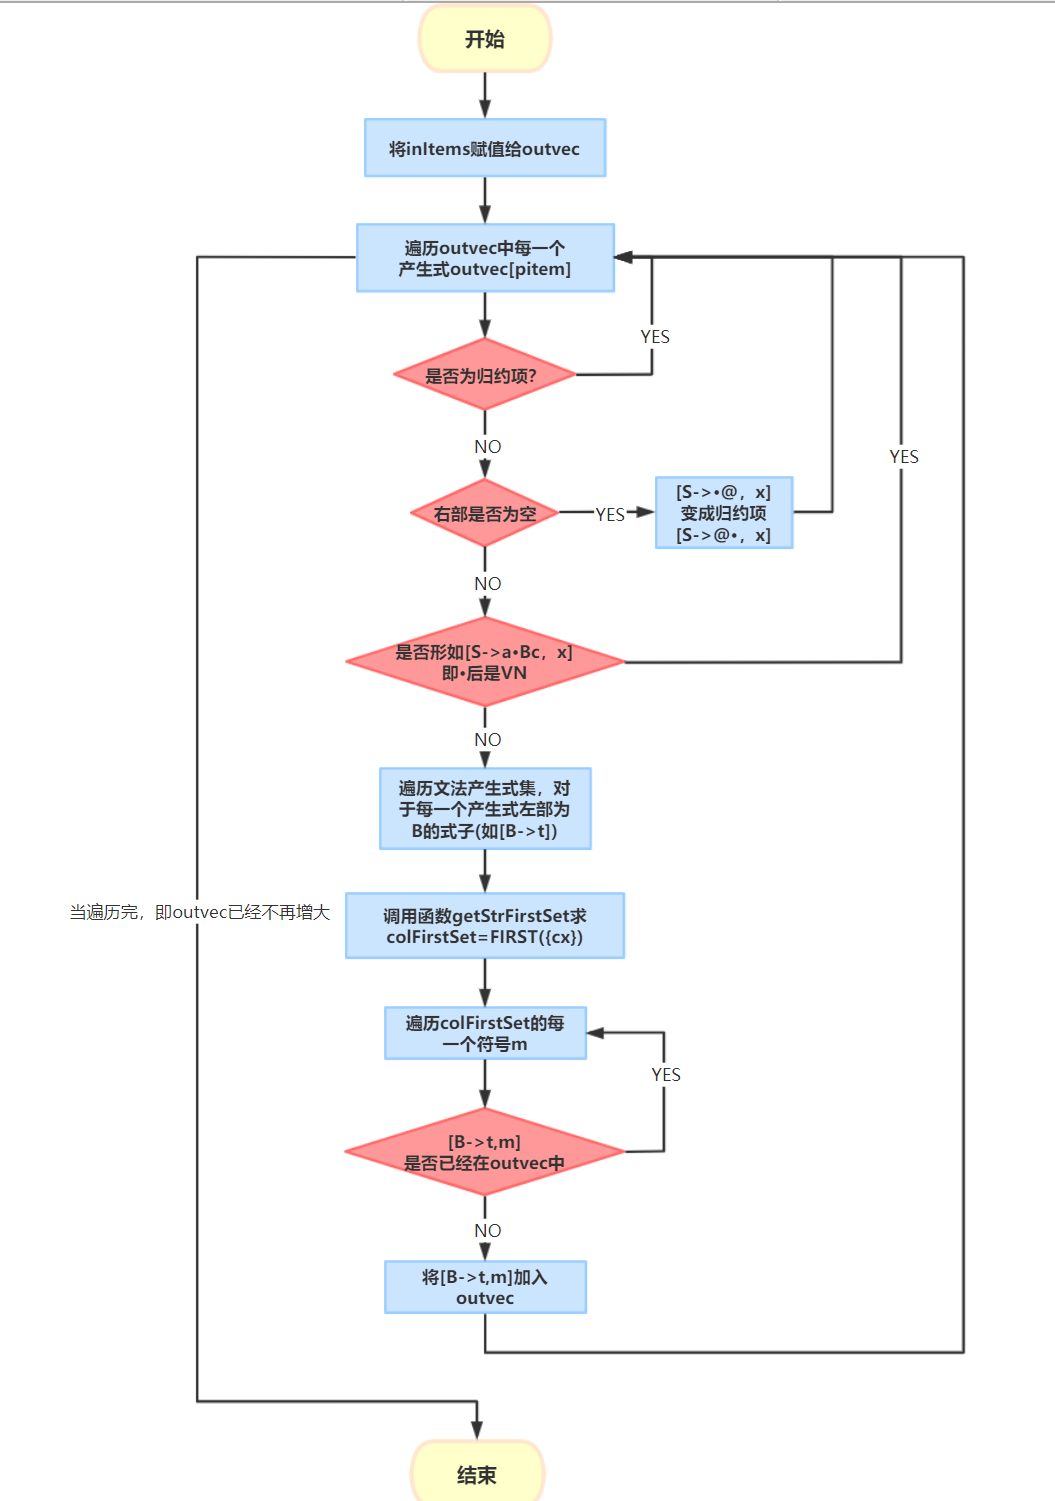 开始
将inItems赋值给outvec
遍历outvec中每一个
产生式outvec[pitem]
YES
是否为归约项?
NO
YES
[S->•@，x]
变成归约项
[S->@•，x]
右部是否为空
YES
NO
是否形如[S->a•Bc，x]
即•后是VN
NO
遍历文法产生式集，对
于每一个产生式左部为
B的式子(如[B->t])
当遍历完，即outvec已经不再增大
调用函数getStrFirstSet求
colFirstSet=FIRST({cx})
遍历colFirstSet的每
一个符号m
YES
[B->t,m]
是否已经在outvec中
NO
将[B->t,m]加入
outvec
结束